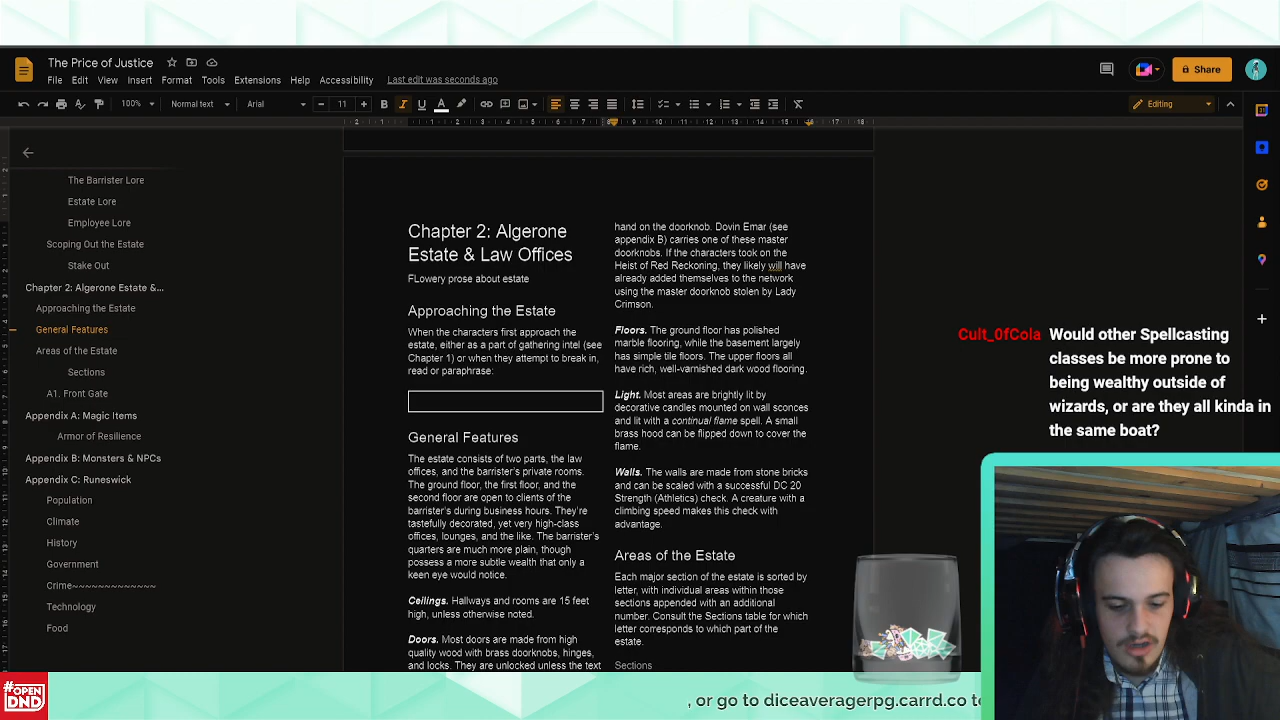 The Price of Justice
File Edit View Insert Format Tools Extensions Help Accessibility Last edit was seconds ago
Share
100% Normal text Arial 11 B I U A
Editing
2 1 1 2 3 4 5 6 7 8 9 10 11 12 13 14 15 16 17 18
The Barrister Lore
Estate Lore
Employee Lore
Scoping Out the Estate
Stake Out
Chapter 2: Algerone Estate &...
Approaching the Estate
General Features
Areas of the Estate
Sections
A1. Front Gate
Appendix A: Magic Items
Armor of Resilience
Appendix B: Monsters & NPCs
Appendix C: Runeswick
Population
Climate
History
Government
Crime~~~~~~~~~~~~~
Technology
Food
Chapter 2: Algerone
Estate & Law Offices
FLowery prose about estate
Approaching the Estate
When the characters first approach the
estate, either as a part of gathering intel (see
Chapter 1) or when they attempt to break in,
read or paraphrase:
General Features
The estate consists of two parts, the law
offices, and the barrister's private rooms.
The ground floor, the first floor, and the
second floor are open to clients of the
barrister's during business hours. They're
tastefully decorated, yet very high-class
offices, lounges, and the like. The barrister's
quarters are much more plain, though
possess a more subtle wealth that only a
keen eye would notice.
Ceilings. Hallways and rooms are 15 feet
high, unless otherwise noted.
Doors. Most doors are made from high
quality wood with brass doorknobs, hinges,
and locks. They are unlocked unless the text
hand on the doorknob. Dovin Emar (see
appendix B) carries one of these master
doorknobs. If the characters took on the
Heist of Red Reckoning, they likely will have
already added themselves to the network
using the master doorknob stolen by Lady
Crimson.
Floors. The ground floor has polished
marble flooring, while the basement largely
has simple tile floors. The upper floors all
have rich, well-varnished dark wood flooring.
Light. Most areas are brightly lit by
decorative candles mounted on wall sconces
and lit with a continual flame spell. A small
brass hood can be flipped down to cover the
flame.
Walls. The walls are made from stone bricks
and can be scaled with a successful DC 20
Strength (Athletics) check. A creature with a
climbing speed makes this check with
advantage.
Areas of the Estate
Each major section of the estate is sorted by
letter, with individual areas within those
sections appended with an additional
number. Consult the Sections table for which
letter corresponds to which part of the
estate.
Sections
Cult_0fCola Would other Spellcasting
classes be more prone to
being wealthy outside of
wizards, or are they all kinda in
the same boat?
#OPEN
DND
, or go to diceaveragerpg.carrd.co to